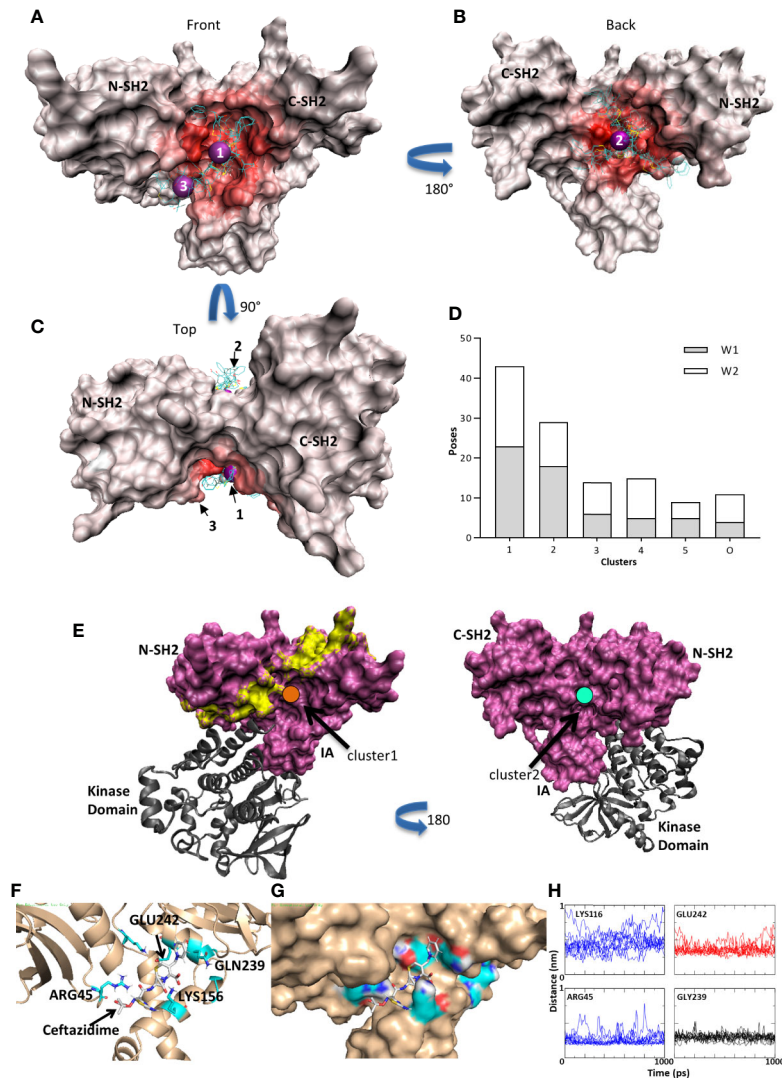 A
Front
N-SH2
C-SH2
1
3
B
Back
C-SH2
N-SH2
2
180°
90°
C
Top
2
N-SH2
C-SH2
3
1
D
W1
W2
50
40
30
20
10
0
Poses
1
2
3
4
5
O
Clusters
E
N-SH2
IA
cluster1
Kinase
Domain
180
C-SH2
N-SH2
cluster2
IA
Kinase
Domain
F
GLU242
GLN239
ARG45
LYS156
Ceftazidime
G
H
1
LYS116
GLU242
Distance (nm)
0
1
ARG45
GLY239
0
0
1000
0
1000
Time (ps)